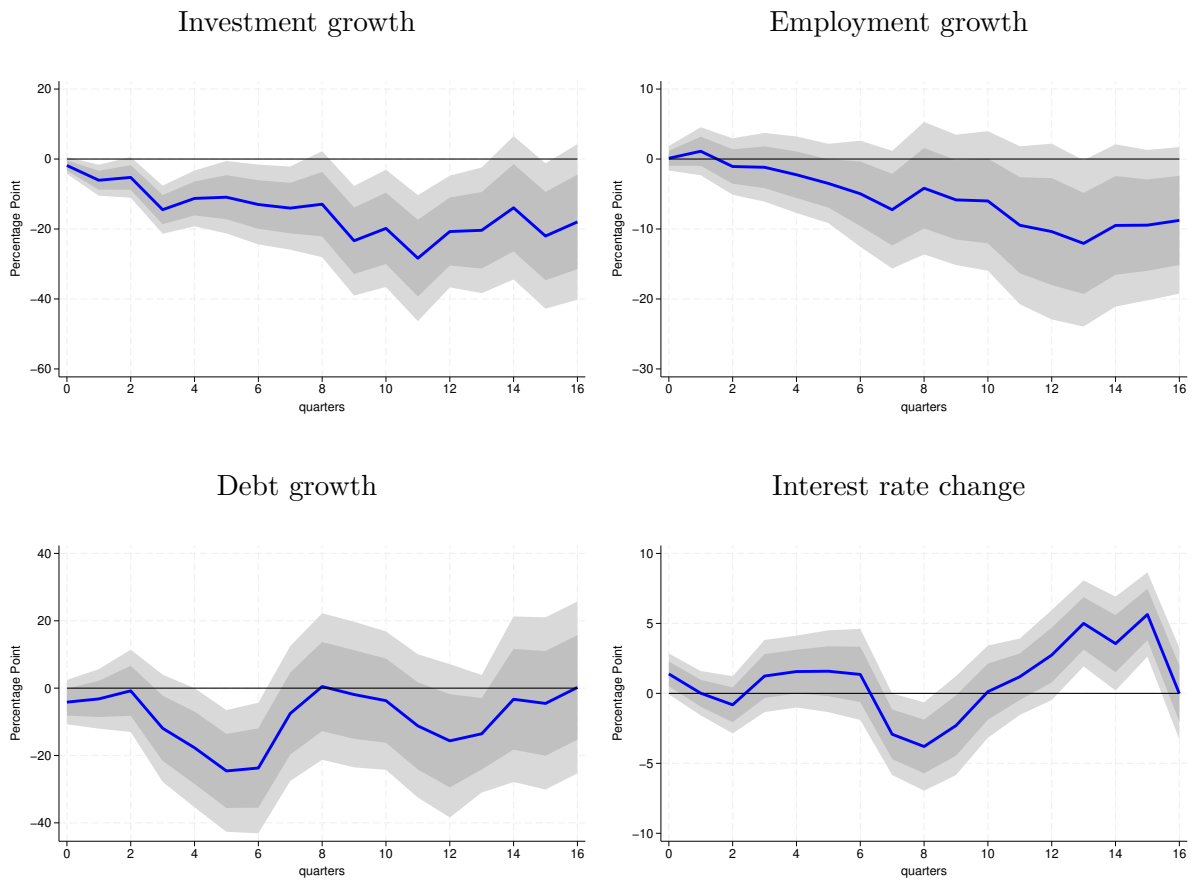 Investment growth
Employment growth
20
0
−20
−40
−60
Percentage Point
0 2 4 6 8 10 12 14 16
quarters
10
0
−10
−20
−30
Percentage Point
0 2 4 6 8 10 12 14 16
quarters
Debt growth
Interest rate change
40
20
0
−20
−40
Percentage Point
0 2 4 6 8 10 12 14 16
quarters
10
5
0
−5
−10
Percentage Point
0 2 4 6 8 10 12 14 16
quarters